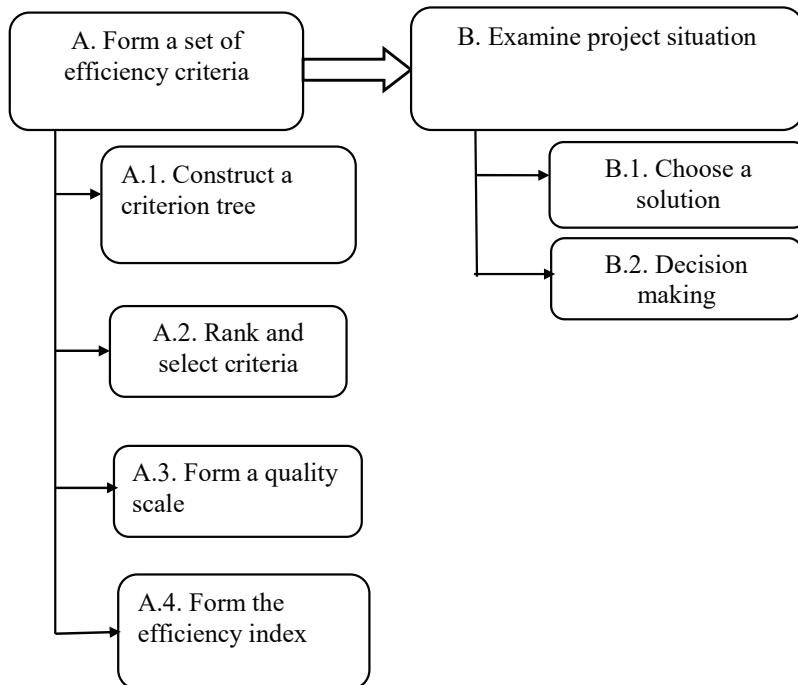 A. Form a set of
efficiency criteria
B. Examine project situation
A.1. Construct a
criterion tree
B.1. Choose a
solution
B.2. Decision
making
A.2. Rank and
select criteria
A.3. Form a quality
scale
A.4. Form the
efficiency index